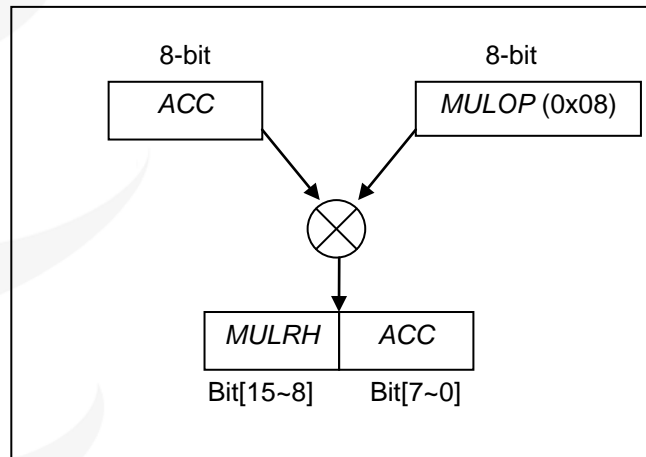 8-bit 8-bit
ACC MULOP (0x08)
MULRH ACC
Bit[15~8] Bit[7~0]